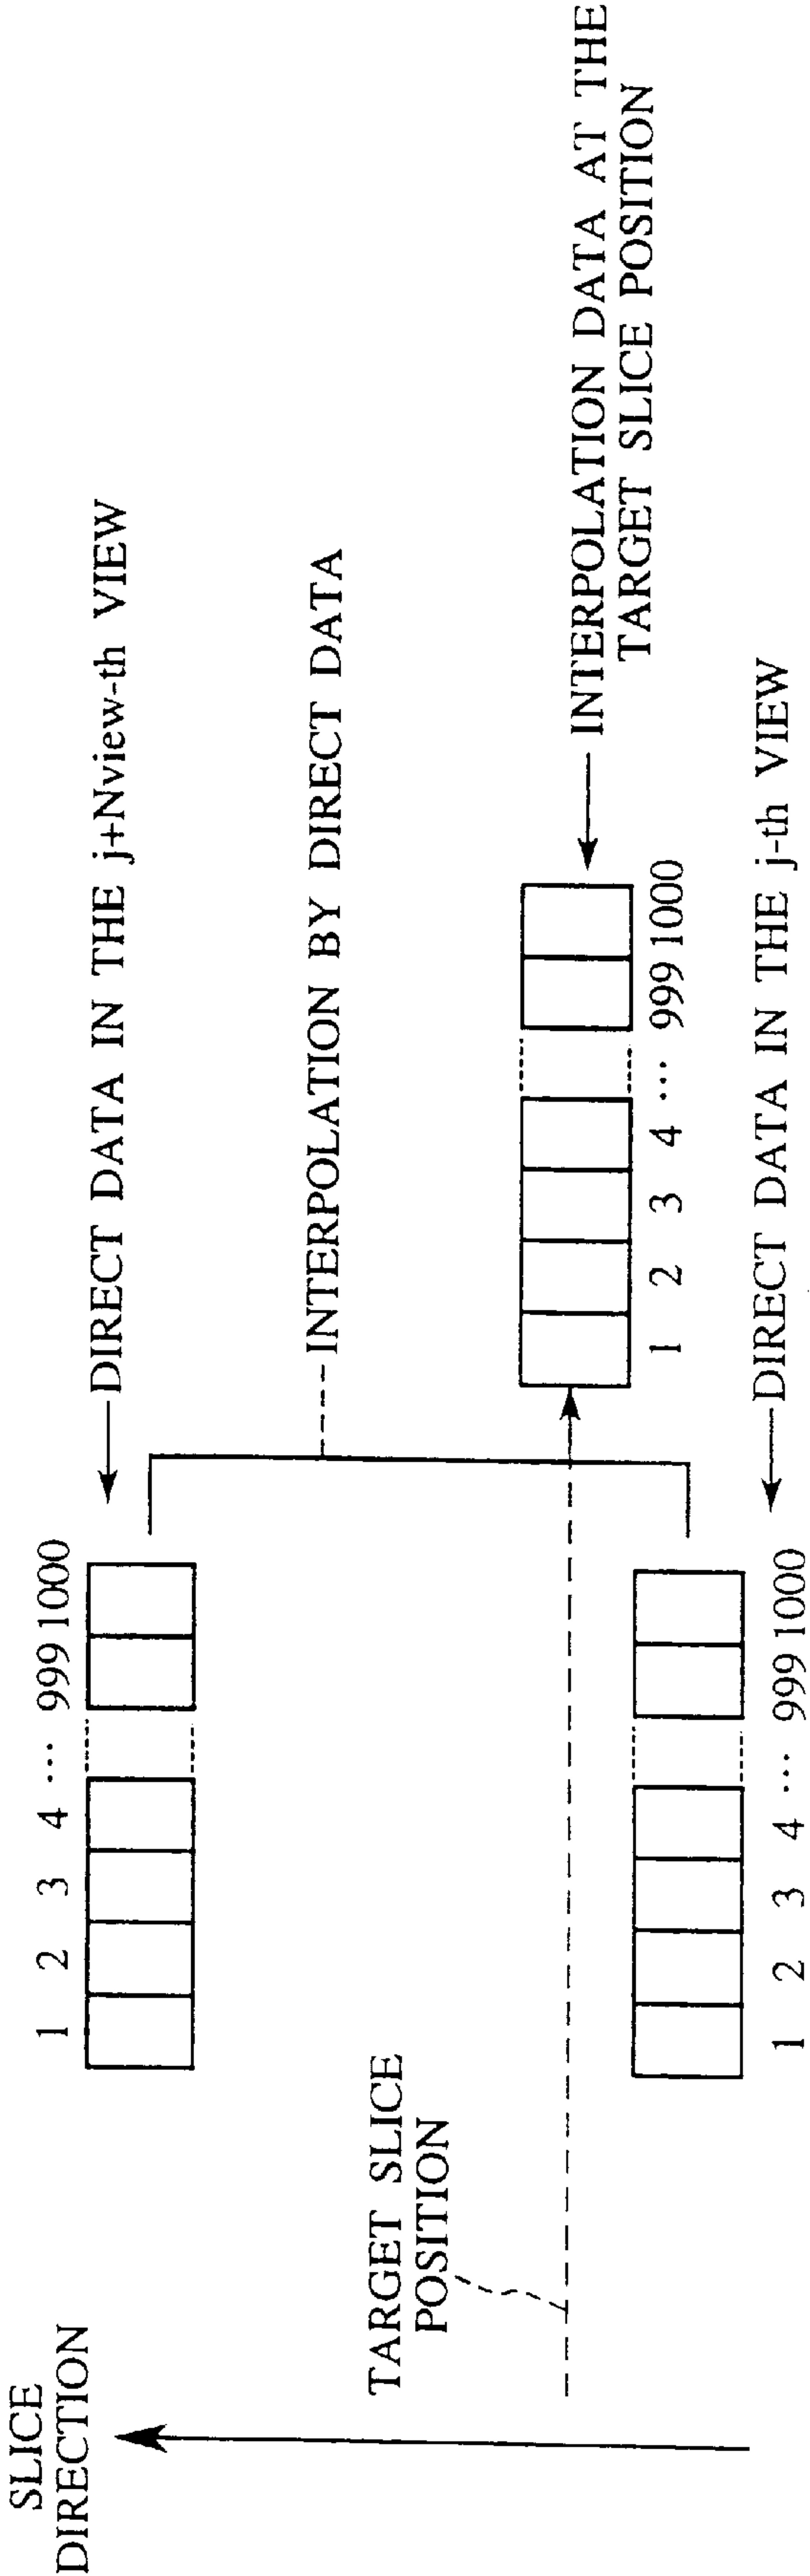 SLICE
DIRECTION
1 2 3 4 ... 999 1000
DIRECT DATA IN THE j+Nview-th VIEW
INTERPOLATION BY DIRECT DATA
TARGET SLICE
POSITION
1 2 3 4 ... 999 1000
INTERPOLATION DATA AT THE
TARGET SLICE POSITION
1 2 3 4 ... 999 1000
DIRECT DATA IN THE j-th VIEW